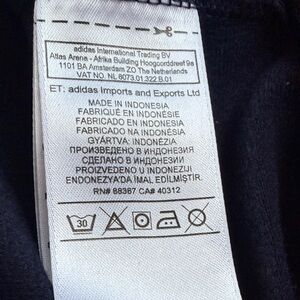 adidas International Trading BV
Atlas Arena - Afrika Building Hoogoorddreef 9a
1101 BA Amsterdam ZO The Netherlands
VAT NO. NL 8073.01.322.B.01
ET: adidas Imports and Exports Ltd
MADE IN INDONESIA
FABRIQUÉ EN INDONÉSIE
FABRICADO EN INDONESIA
FABRICADO NA INDONÉSIA
GYÁRTVA: INDONÉZIA
ПРОИЗВЕДЕНО В ИНДОНЕЗИЯ
СДЕЛАНО В ИНДОНЕЗИИ
PROIZVEDENO U INDONEZIJI
ENDONEZYA'DA İMAL EDİLMİŞTİR.
RN# 88387 CA# 40312
30